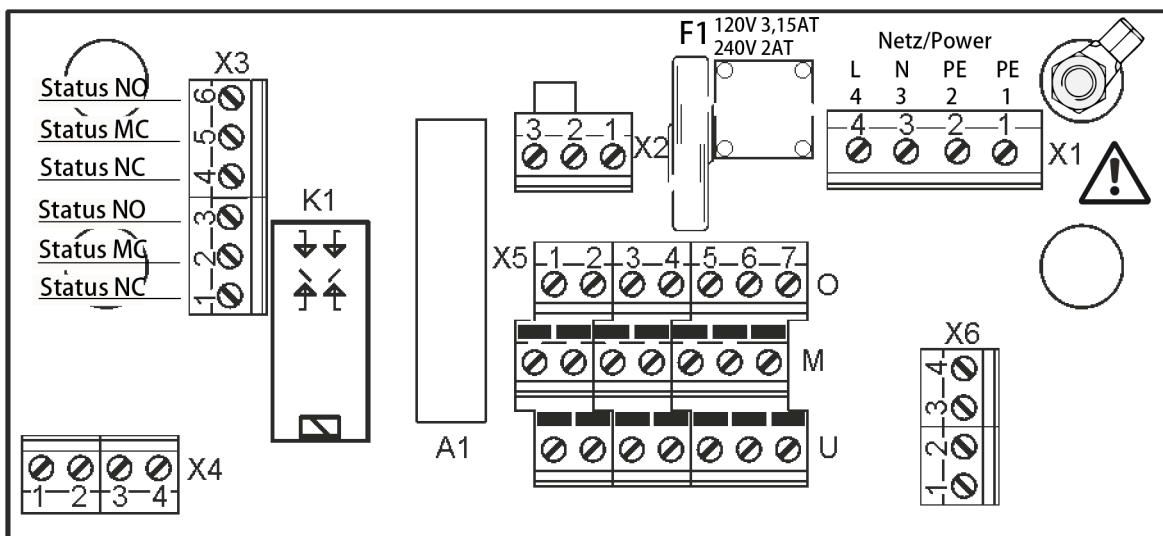 F1 120V 3,15AT
240V 2AT
Netz/Power
L N PE PE
4 3 2 1
4 3 2 1
X1
X3
Status NO 6
Status MC 5
Status NC 4
Status NO 3
Status MC 2
Status NC 1
K1
A1
3 2 1 X2
X5 1 2 3 4 5 6 7 O
M
U
X6
4
3
2
1
X4
1 2 3 4